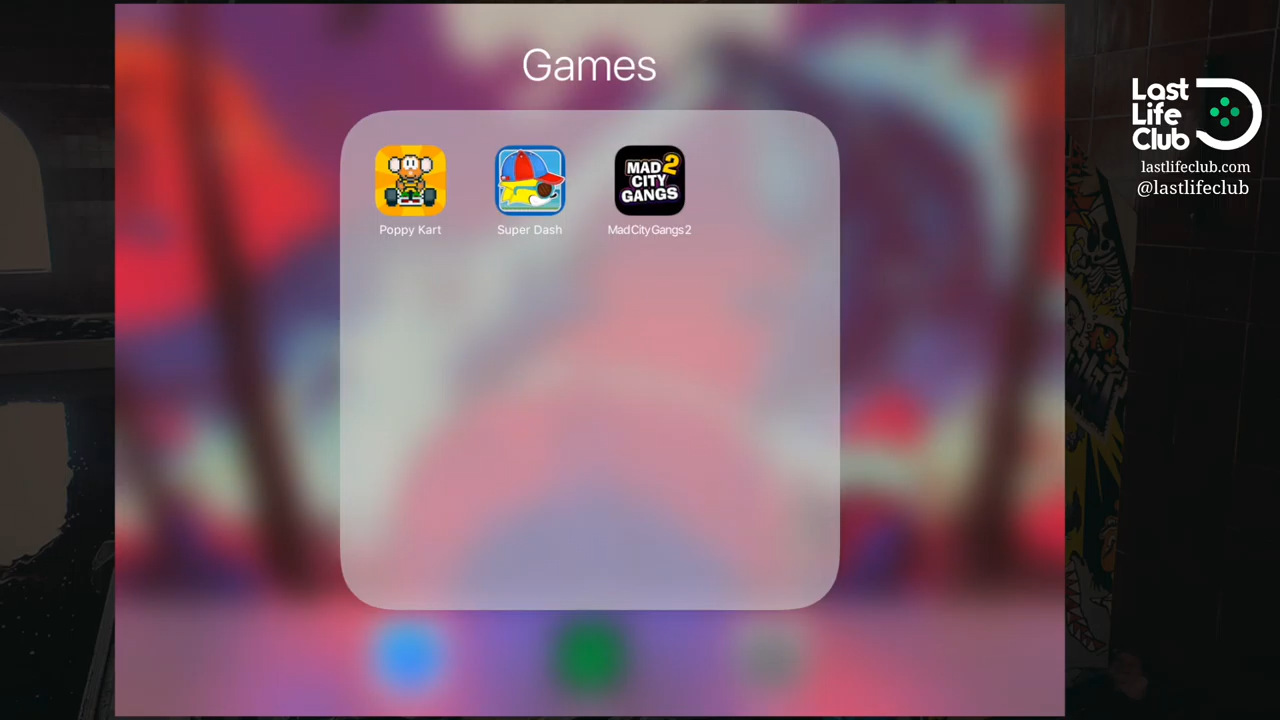 Games
MAD 2
CITY
GANGS
Poppy Kart
Super Dash
MadCityGangs2
Last
Life
Club
lastlifeclub.com
@lastlifeclub